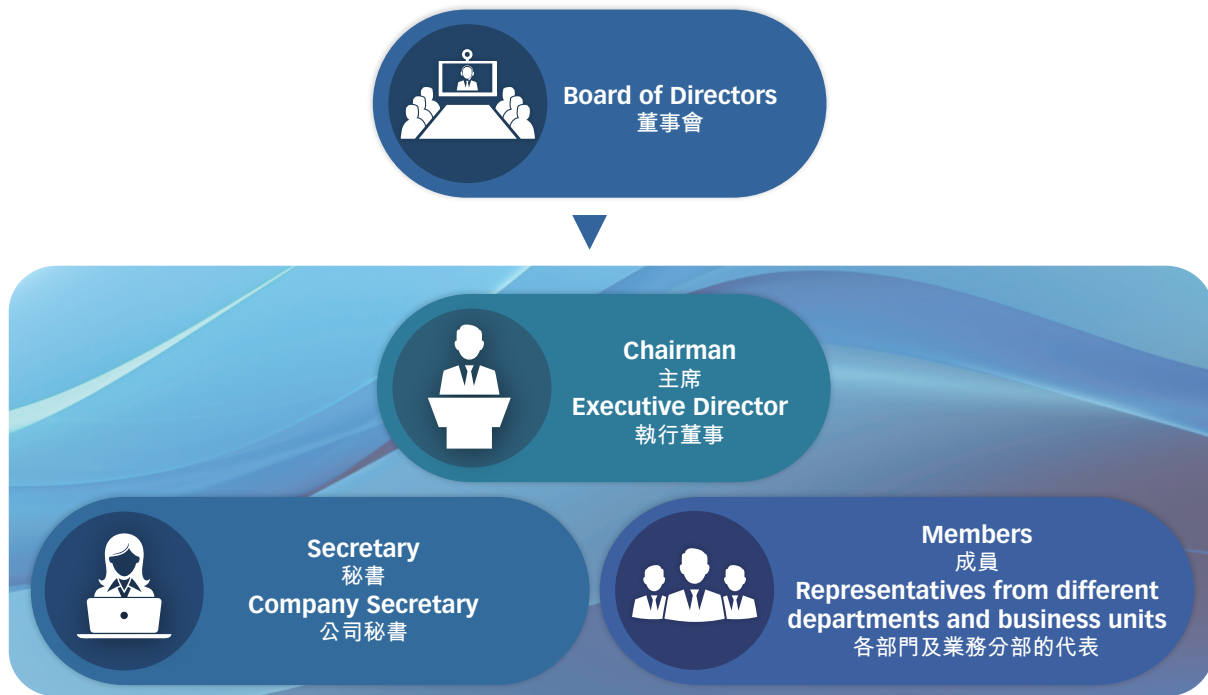 Board of Directors
董事會
Chairman
主席
Executive Director
執行董事
Secretary
秘書
Company Secretary
公司秘書
Members
成員
Representatives from different
departments and business units
各部門及業務分部的代表